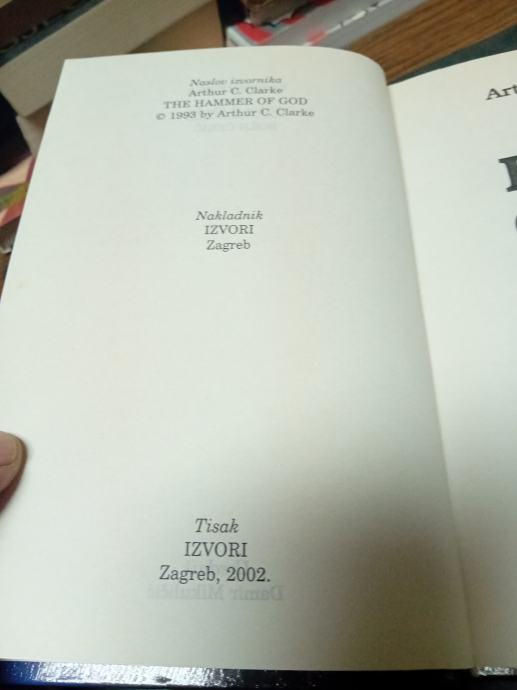 Naslov izvornika
Arthur C. Clarke
THE HAMMER OF GOD
© 1993 by Arthur C. Clarke
Nakladnik
IZVORI
Zagreb
Tisak
IZVORI
Zagreb, 2002.
Art